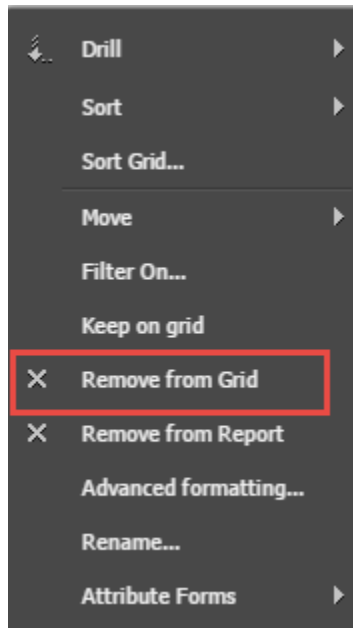 Drill
Sort
Sort Grid...
Move
Filter On...
Keep on grid
Remove from Grid
Remove from Report
Advanced formatting...
Rename...
Attribute Forms